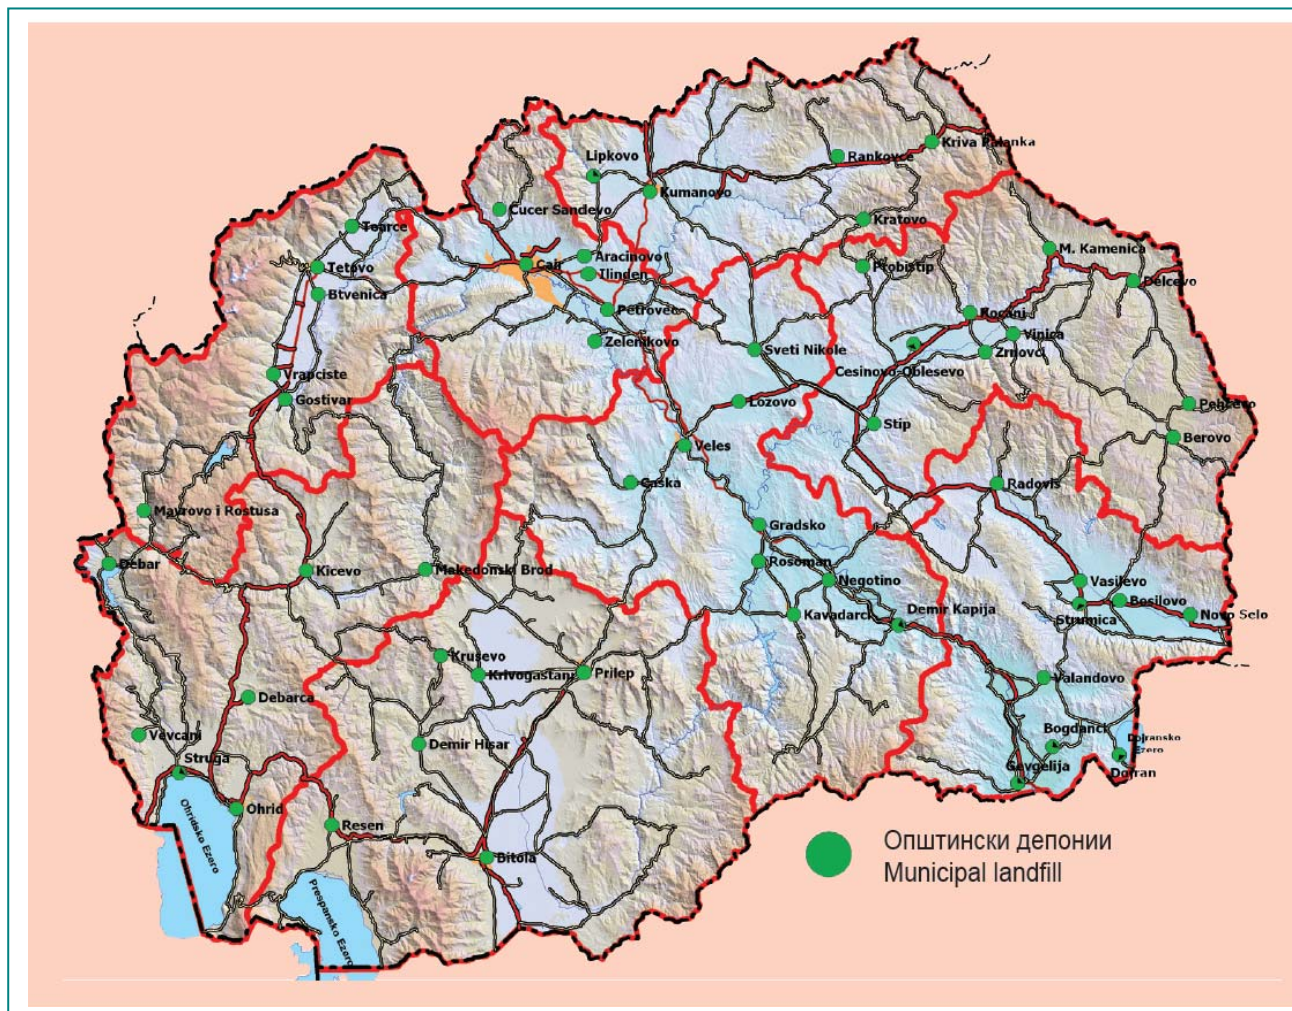 Kriva Palanka
Rankovce
Lipkovo
Kumanovo
Cucer Sandevo
Kratovo
Tearce
M. Kamenica
Aracinovo
Cair
Probistip
Tetovo
Ilinden
Delcevo
Btvenica
Petrovec
Kocani
Vinica
Zelenikovo
Sveti Nikole
Zrnovci
Cesinovo-Oblesevo
Vrapciste
Gostivar
Lozovo
Pehcevo
Stip
Berovo
Veles
Caska
Radovis
Mavrovo i Rostusa
Gradsko
Debar
Rosoman
Kicevo
Makedonski Brod
Negotino
Vasilevo
Bosilovo
Demir Kapija
Kavadarci
Strumica
Novo Selo
Krusevo
Krivogastani
Prilep
Valandovo
Debarca
Vevcani
Demir Hisar
Bogdanci
Dojransko
Ezero
Struga
Gevgelija
Dojran
Ohrid
Ohridsko Ezero
Resen
Bitola
Prespansko Ezero
Општински депонии
Municipal landfill